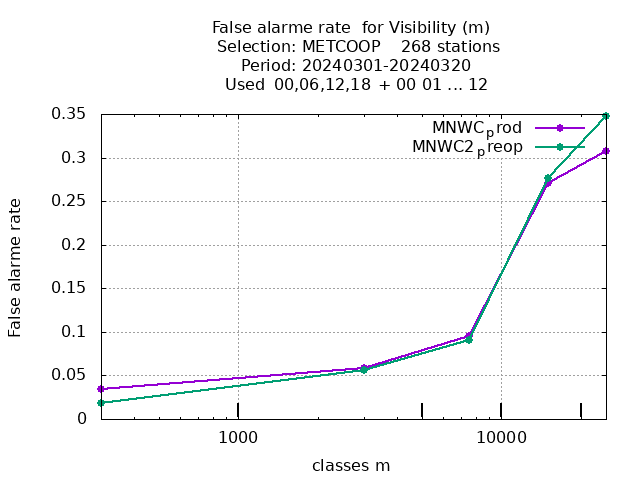 False alarme rate  for Visibility (m)
Selection: METCOOP    268 stations
Period: 20240301-20240320
Used  00,06,12,18 + 00 01 ... 12
MNWCprod
MNWC2preop
0.35
0.3
0.25
0.2
0.15
0.1
0.05
0
False alarme rate
1000
10000
classes m